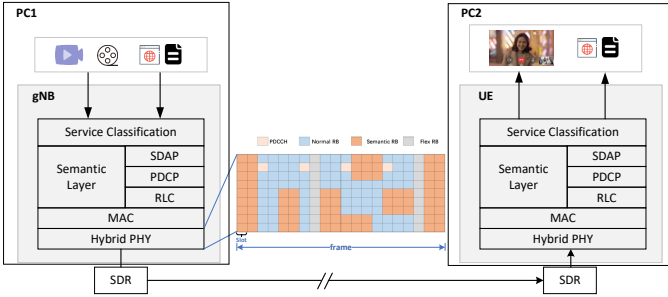 PC1
gNB
Service Classification
Semantic
Layer
SDAP
PDCP
RLC
MAC
Hybrid PHY
SDR
PDCCH
Normal RB
Semantic RB
Flex RB
Slot
frame
PC2
UE
Service Classification
Semantic
Layer
SDAP
PDCP
RLC
MAC
Hybrid PHY
SDR